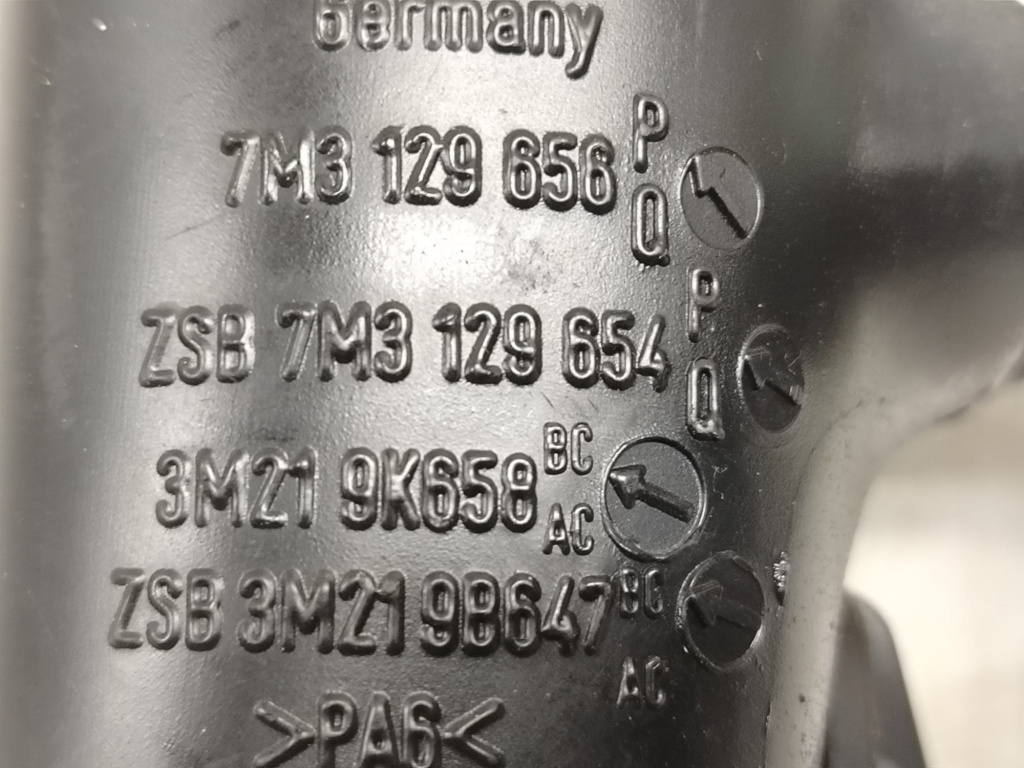 Germany
7M3 129 656 P Q
ZSB 7M3 129 654 P Q
3M21 9K658 BC AC
ZSB 3M21 9B647 BC AC
>PA6<